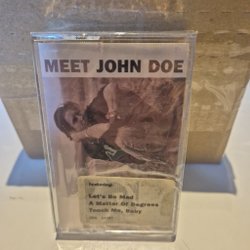 MEET JOHN DOE
featuring:
Let's Be Mad
A Matter Of Degrees
Touch Me, Baby